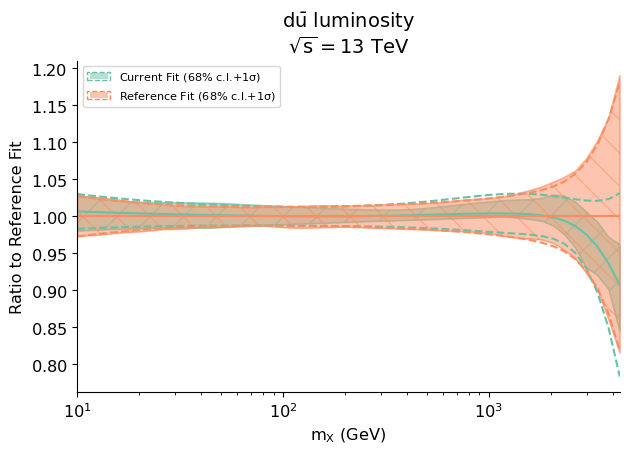 dū luminosity
√s = 13 TeV
Current Fit (68% c.l.+1σ)
Reference Fit (68% c.l.+1σ)
Ratio to Reference Fit
1.20
1.15
1.10
1.05
1.00
0.95
0.90
0.85
0.80
10¹ 10² 10³
mX (GeV)